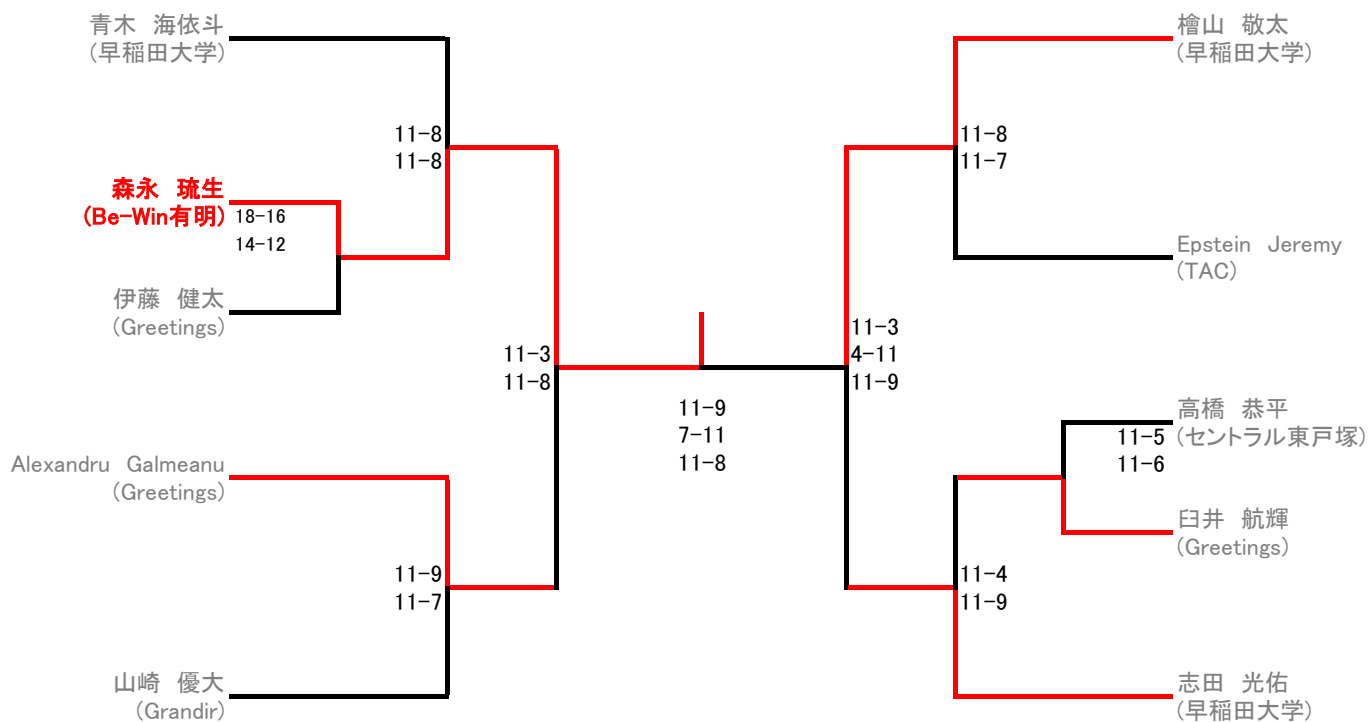 青木　海依斗
(早稲田大学)
11-8
11-8
森永　琉生
(Be-Win有明)
18-16
14-12
伊藤　健太
(Greetings)
11-3
11-8
Alexandru　Galmeanu
(Greetings)
11-9
11-7
山崎　優大
(Grandir)
11-9
7-11
11-8
檜山　敬太
(早稲田大学)
11-8
11-7
Epstein　Jeremy
(TAC)
11-3
4-11
11-9
高橋　恭平
(セントラル東戸塚)
11-5
11-6
臼井　航輝
(Greetings)
11-4
11-9
志田　光佑
(早稲田大学)